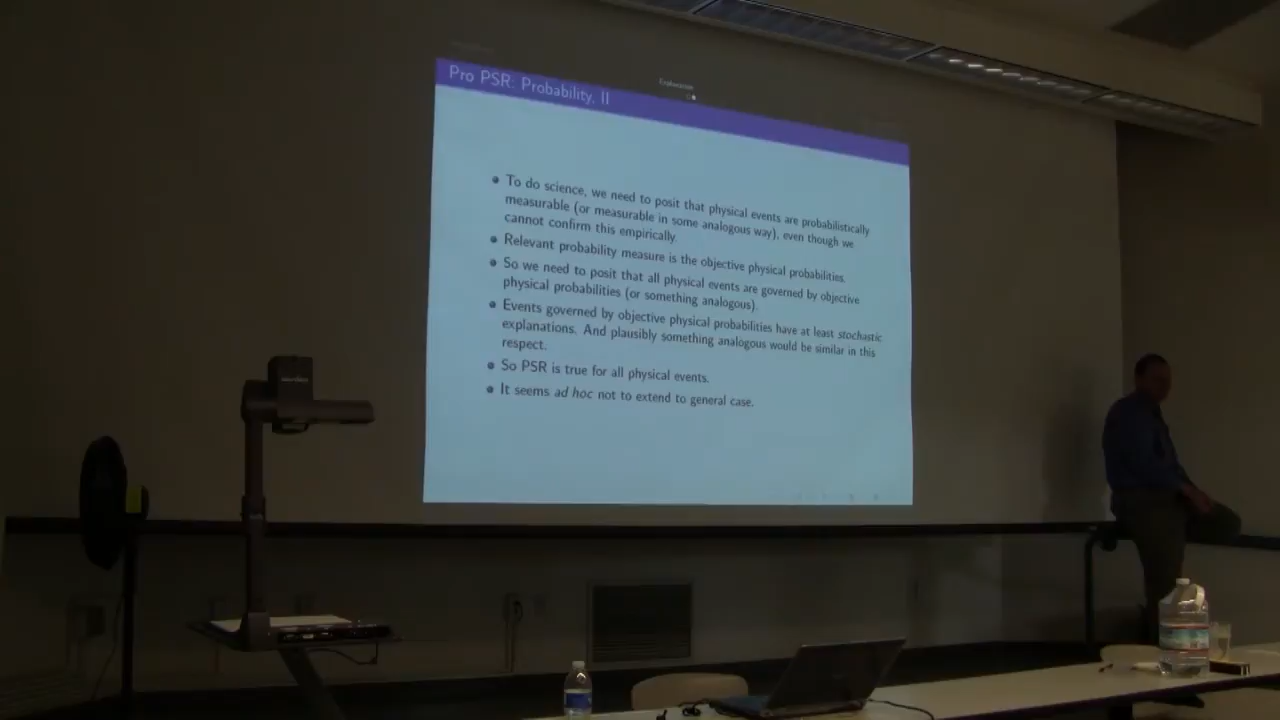 Pro PSR: Probability, II
Explanation
To do science, we need to posit that physical events are probabilistically
measurable (or measurable in some analogous way), even though we
cannot confirm this empirically.
Relevant probability measure is the objective physical probabilities.
So we need to posit that all physical events are governed by objective
physical probabilities (or something analogous).
Events governed by objective physical probabilities have at least stochastic
explanations. And plausibly something analogous would be similar in this
respect.
So PSR is true for all physical events.
It seems ad hoc not to extend to general case.